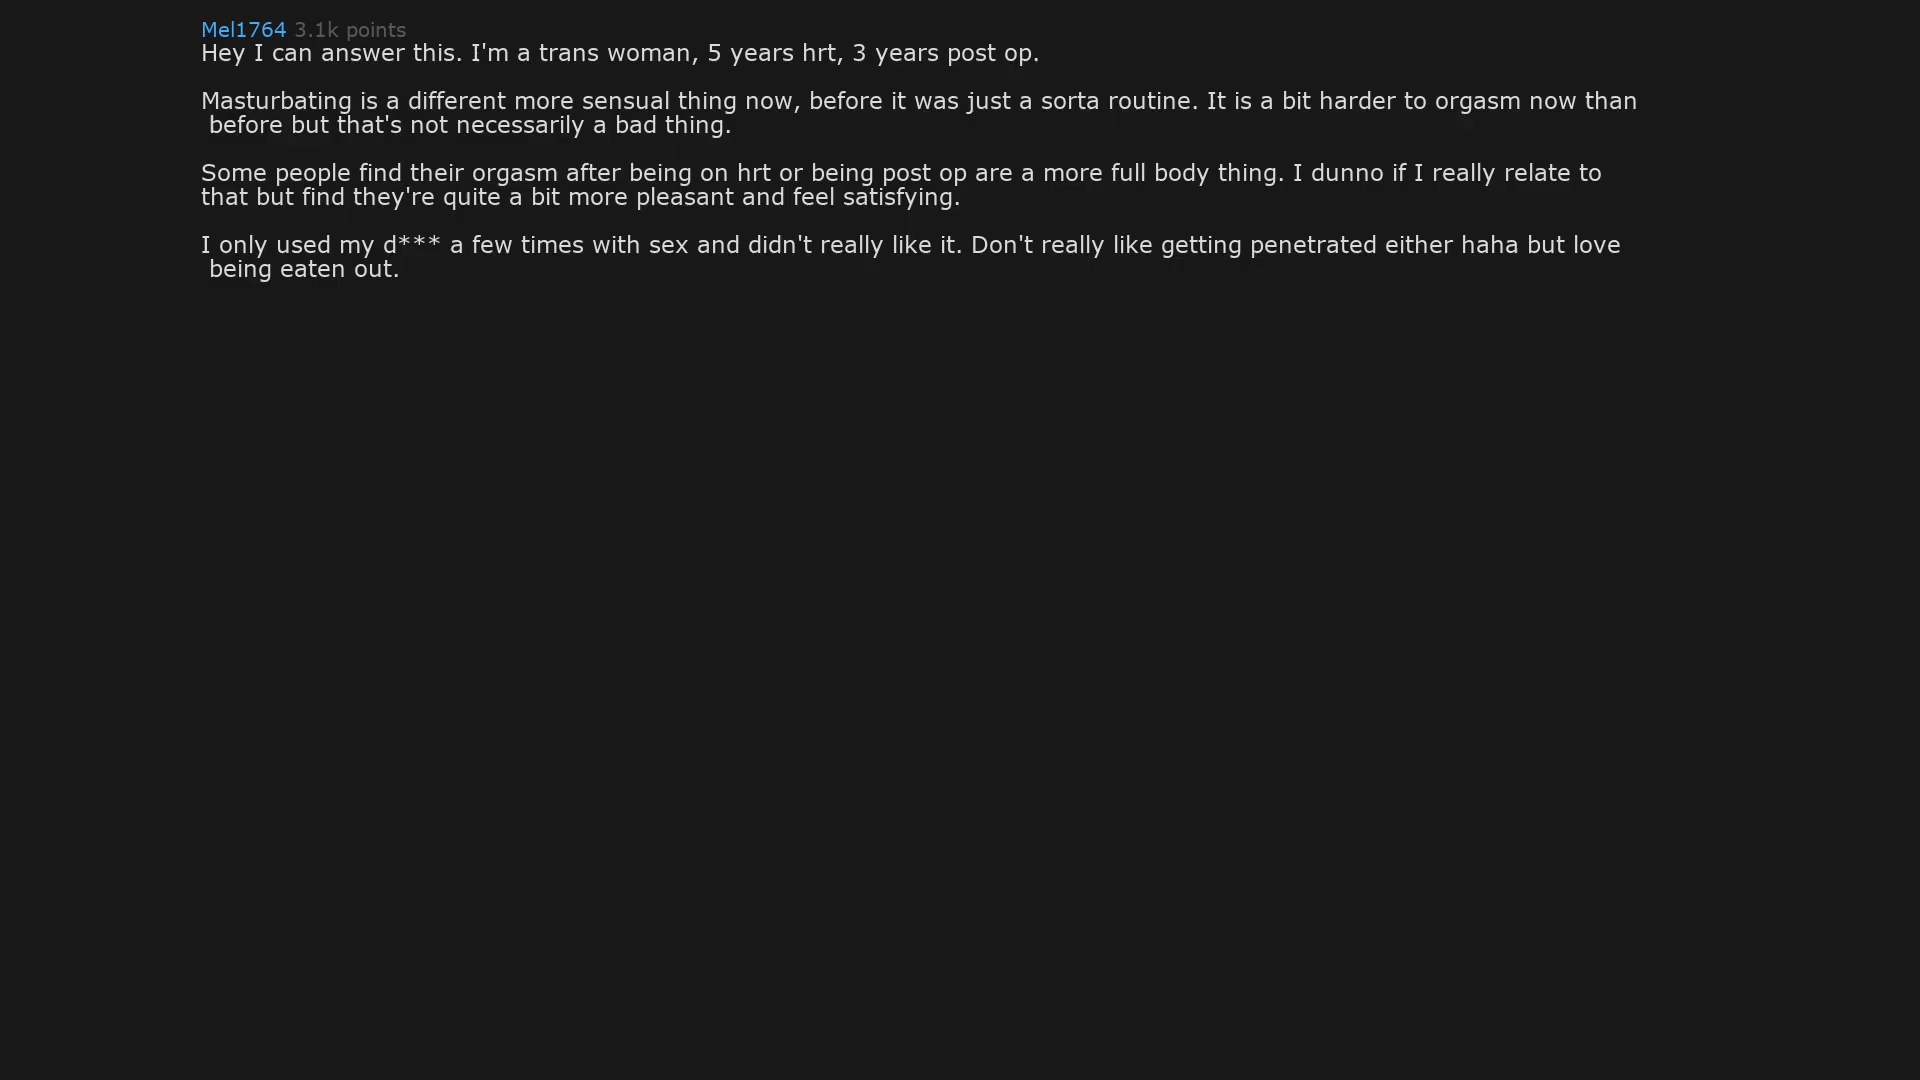 Mel1764 3.1k points
Hey I can answer this. I'm a trans woman, 5 years hrt, 3 years post op.
Masturbating is a different more sensual thing now, before it was just a sorta routine. It is a bit harder to orgasm now than
before but that's not necessarily a bad thing.
Some people find their orgasm after being on hrt or being post op are a more full body thing. I dunno if I really relate to
that but find they're quite a bit more pleasant and feel satisfying.
I only used my d*** a few times with sex and didn't really like it. Don't really like getting penetrated either haha but love
being eaten out.